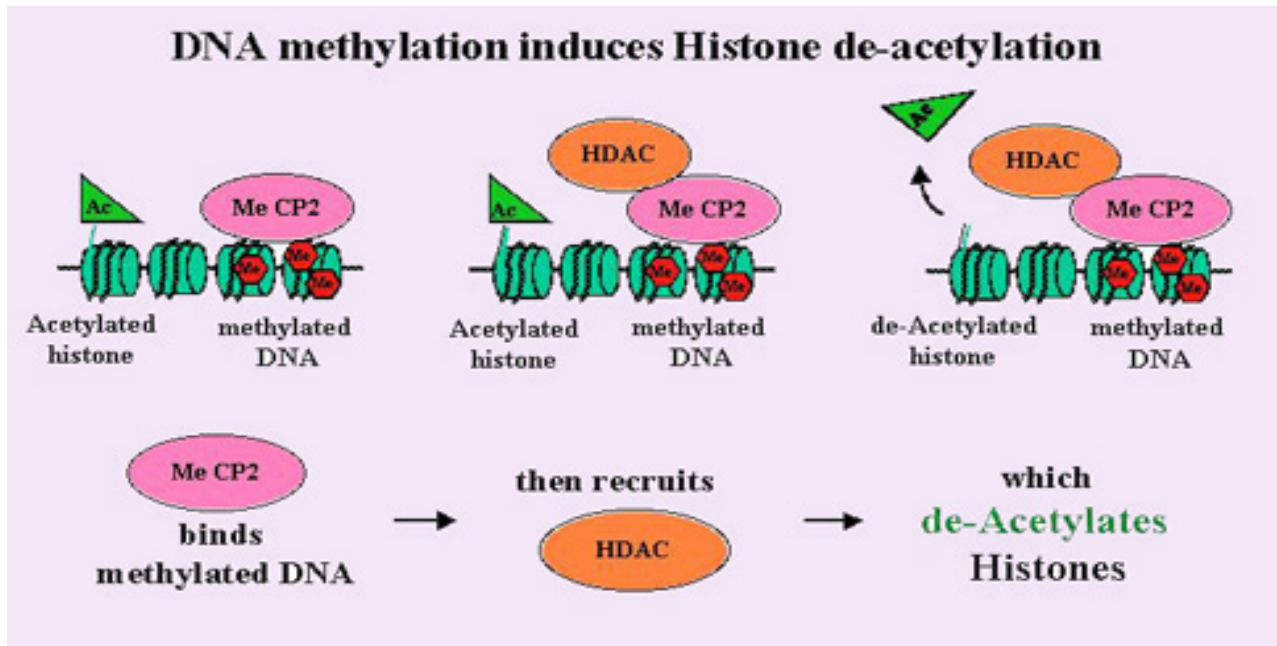 DNA methylation induces Histone de-acetylation
Ac
Me CP2
Me
Me
Me
Acetylated
histone
methylated
DNA
HDAC
Ac
Me CP2
Me
Me
Me
Acetylated
histone
methylated
DNA
Ac
HDAC
Me CP2
Me
Me
Me
de-Acetylated
histone
methylated
DNA
Me CP2
binds
methylated DNA
then recruits
HDAC
which
de-Acetylates
Histones